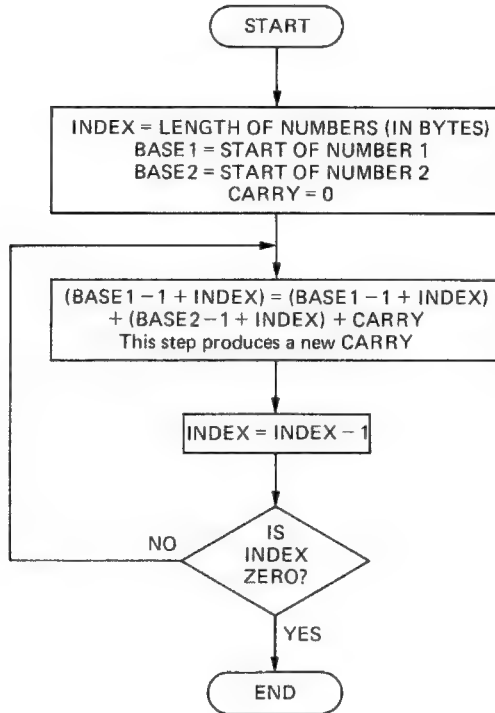 START
INDEX = LENGTH OF NUMBERS (IN BYTES)
BASE1 = START OF NUMBER 1
BASE2 = START OF NUMBER 2
CARRY = 0
(BASE1 − 1 + INDEX) = (BASE1 − 1 + INDEX)
+ (BASE2 − 1 + INDEX) + CARRY
This step produces a new CARRY
INDEX = INDEX − 1
IS
INDEX
ZERO?
NO
YES
END